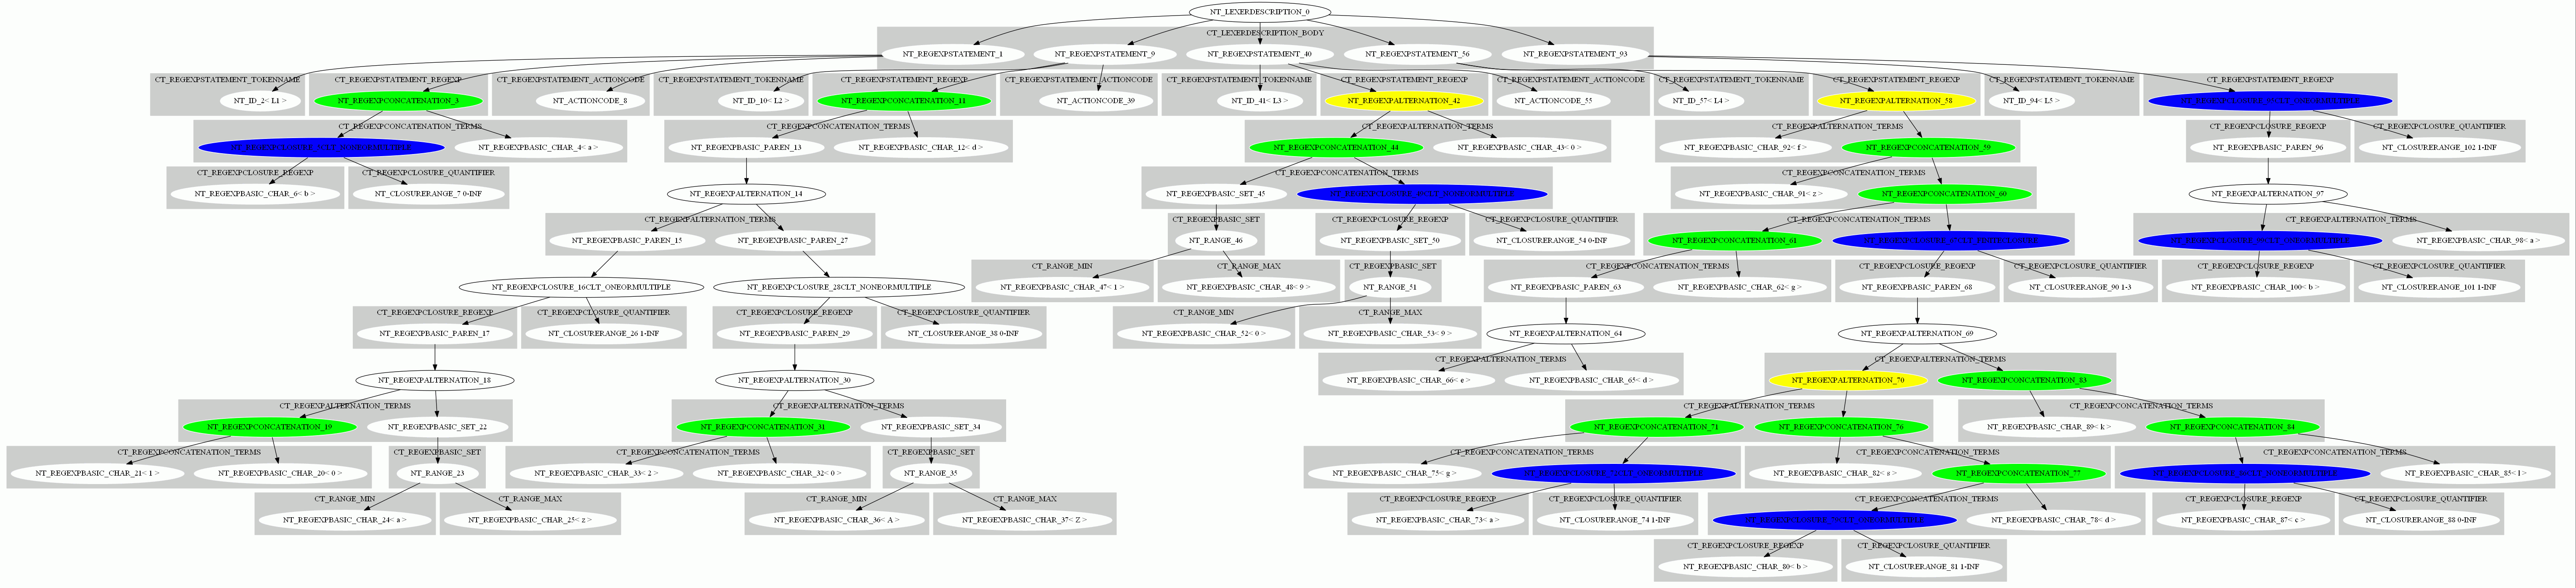 NT_LEXERDESCRIPTION_0
CT_LEXERDESCRIPTION_BODY
NT_REGEXPSTATEMENT_1 NT_REGEXPSTATEMENT_9 NT_REGEXPSTATEMENT_40 NT_REGEXPSTATEMENT_56 NT_REGEXPSTATEMENT_93
CT_REGEXPSTATEMENT_TOKENNAME CT_REGEXPSTATEMENT_REGEXP CT_REGEXPSTATEMENT_ACTIONCODE CT_REGEXPSTATEMENT_TOKENNAME CT_REGEXPSTATEMENT_REGEXP CT_REGEXPSTATEMENT_ACTIONCODE CT_REGEXPSTATEMENT_TOKENNAME CT_REGEXPSTATEMENT_REGEXP CT_REGEXPSTATEMENT_ACTIONCODE CT_REGEXPSTATEMENT_TOKENNAME CT_REGEXPSTATEMENT_REGEXP CT_REGEXPSTATEMENT_TOKENNAME CT_REGEXPSTATEMENT_REGEXP
NT_ID_2< L1 > NT_REGEXPCONCATENATION_3 NT_ACTIONCODE_8 NT_ID_10< L2 > NT_REGEXPCONCATENATION_11 NT_ACTIONCODE_39 NT_ID_41< L3 > NT_REGEXPALTERNATION_42 NT_ACTIONCODE_55 NT_ID_57< L4 > NT_REGEXPALTERNATION_58 NT_ID_94< L5 >
CT_REGEXPCONCATENATION_TERMS CT_REGEXPCONCATENATION_TERMS CT_REGEXPALTERNATION_TERMS CT_REGEXPALTERNATION_TERMS CT_REGEXPCLOSURE_REGEXP CT_REGEXPCLOSURE_QUANTIFIER
NT_REGEXPBASIC_CHAR_4< a > NT_REGEXPBASIC_PAREN_13 NT_REGEXPBASIC_CHAR_12< d > NT_REGEXPCONCATENATION_44 NT_REGEXPBASIC_CHAR_43< 0 > NT_REGEXPBASIC_CHAR_92< f > NT_REGEXPCONCATENATION_59 NT_REGEXPBASIC_PAREN_96 NT_CLOSURERANGE_102 1-INF
CT_REGEXPCLOSURE_REGEXP CT_REGEXPCLOSURE_QUANTIFIER CT_REGEXPCONCATENATION_TERMS CT_REGEXPCONCATENATION_TERMS
NT_REGEXPBASIC_CHAR_6< b > NT_CLOSURERANGE_7 0-INF NT_REGEXPALTERNATION_14 NT_REGEXPBASIC_SET_45 NT_REGEXPBASIC_CHAR_91< z > NT_REGEXPCONCATENATION_60 NT_REGEXPALTERNATION_97
CT_REGEXPALTERNATION_TERMS CT_REGEXPBASIC_SET CT_REGEXPCLOSURE_REGEXP CT_REGEXPCLOSURE_QUANTIFIER CT_REGEXPCONCATENATION_TERMS CT_REGEXPALTERNATION_TERMS
NT_REGEXPBASIC_PAREN_15 NT_REGEXPBASIC_PAREN_27 NT_RANGE_46 NT_REGEXPBASIC_SET_50 NT_CLOSURERANGE_54 0-INF NT_REGEXPCONCATENATION_61 NT_REGEXPBASIC_CHAR_98< a >
CT_RANGE_MIN CT_RANGE_MAX CT_REGEXPBASIC_SET CT_REGEXPCONCATENATION_TERMS CT_REGEXPCLOSURE_REGEXP CT_REGEXPCLOSURE_QUANTIFIER CT_REGEXPCLOSURE_REGEXP CT_REGEXPCLOSURE_QUANTIFIER
NT_REGEXPCLOSURE_16CLT_ONEORMULTIPLE NT_REGEXPCLOSURE_28CLT_NONEORMULTIPLE NT_REGEXPBASIC_CHAR_47< 1 > NT_REGEXPBASIC_CHAR_48< 9 > NT_RANGE_51 NT_REGEXPBASIC_PAREN_63 NT_REGEXPBASIC_CHAR_62< g > NT_REGEXPBASIC_PAREN_68 NT_CLOSURERANGE_90 1-3 NT_REGEXPBASIC_CHAR_100< b > NT_CLOSURERANGE_101 1-INF
CT_REGEXPCLOSURE_REGEXP CT_REGEXPCLOSURE_QUANTIFIER CT_REGEXPCLOSURE_REGEXP CT_REGEXPCLOSURE_QUANTIFIER CT_RANGE_MIN CT_RANGE_MAX
NT_REGEXPBASIC_PAREN_17 NT_CLOSURERANGE_26 1-INF NT_REGEXPBASIC_PAREN_29 NT_CLOSURERANGE_38 0-INF NT_REGEXPBASIC_CHAR_52< 0 > NT_REGEXPBASIC_CHAR_53< 9 > NT_REGEXPALTERNATION_64 NT_REGEXPALTERNATION_69
CT_REGEXPALTERNATION_TERMS CT_REGEXPALTERNATION_TERMS
NT_REGEXPALTERNATION_18 NT_REGEXPALTERNATION_30 NT_REGEXPBASIC_CHAR_66< e > NT_REGEXPBASIC_CHAR_65< d > NT_REGEXPALTERNATION_70 NT_REGEXPCONCATENATION_83
CT_REGEXPALTERNATION_TERMS CT_REGEXPALTERNATION_TERMS CT_REGEXPALTERNATION_TERMS CT_REGEXPCONCATENATION_TERMS
NT_REGEXPCONCATENATION_19 NT_REGEXPBASIC_SET_22 NT_REGEXPCONCATENATION_31 NT_REGEXPBASIC_SET_34 NT_REGEXPCONCATENATION_71 NT_REGEXPCONCATENATION_76 NT_REGEXPBASIC_CHAR_89< k > NT_REGEXPCONCATENATION_84
CT_REGEXPCONCATENATION_TERMS CT_REGEXPBASIC_SET CT_REGEXPCONCATENATION_TERMS CT_REGEXPBASIC_SET CT_REGEXPCONCATENATION_TERMS CT_REGEXPCONCATENATION_TERMS CT_REGEXPCONCATENATION_TERMS
NT_REGEXPBASIC_CHAR_21< 1 > NT_REGEXPBASIC_CHAR_20< 0 > NT_RANGE_23 NT_REGEXPBASIC_CHAR_33< 2 > NT_REGEXPBASIC_CHAR_32< 0 > NT_RANGE_35 NT_REGEXPBASIC_CHAR_75< g > NT_REGEXPBASIC_CHAR_82< s > NT_REGEXPCONCATENATION_77 NT_REGEXPBASIC_CHAR_85< l >
CT_RANGE_MIN CT_RANGE_MAX CT_RANGE_MIN CT_RANGE_MAX CT_REGEXPCLOSURE_REGEXP CT_REGEXPCLOSURE_QUANTIFIER CT_REGEXPCONCATENATION_TERMS CT_REGEXPCLOSURE_REGEXP CT_REGEXPCLOSURE_QUANTIFIER
NT_REGEXPBASIC_CHAR_24< a > NT_REGEXPBASIC_CHAR_25< z > NT_REGEXPBASIC_CHAR_36< A > NT_REGEXPBASIC_CHAR_37< Z > NT_REGEXPBASIC_CHAR_73< a > NT_CLOSURERANGE_74 1-INF NT_REGEXPBASIC_CHAR_78< d > NT_REGEXPBASIC_CHAR_87< c > NT_CLOSURERANGE_88 0-INF
CT_REGEXPCLOSURE_REGEXP CT_REGEXPCLOSURE_QUANTIFIER
NT_REGEXPBASIC_CHAR_80< b > NT_CLOSURERANGE_81 1-INF